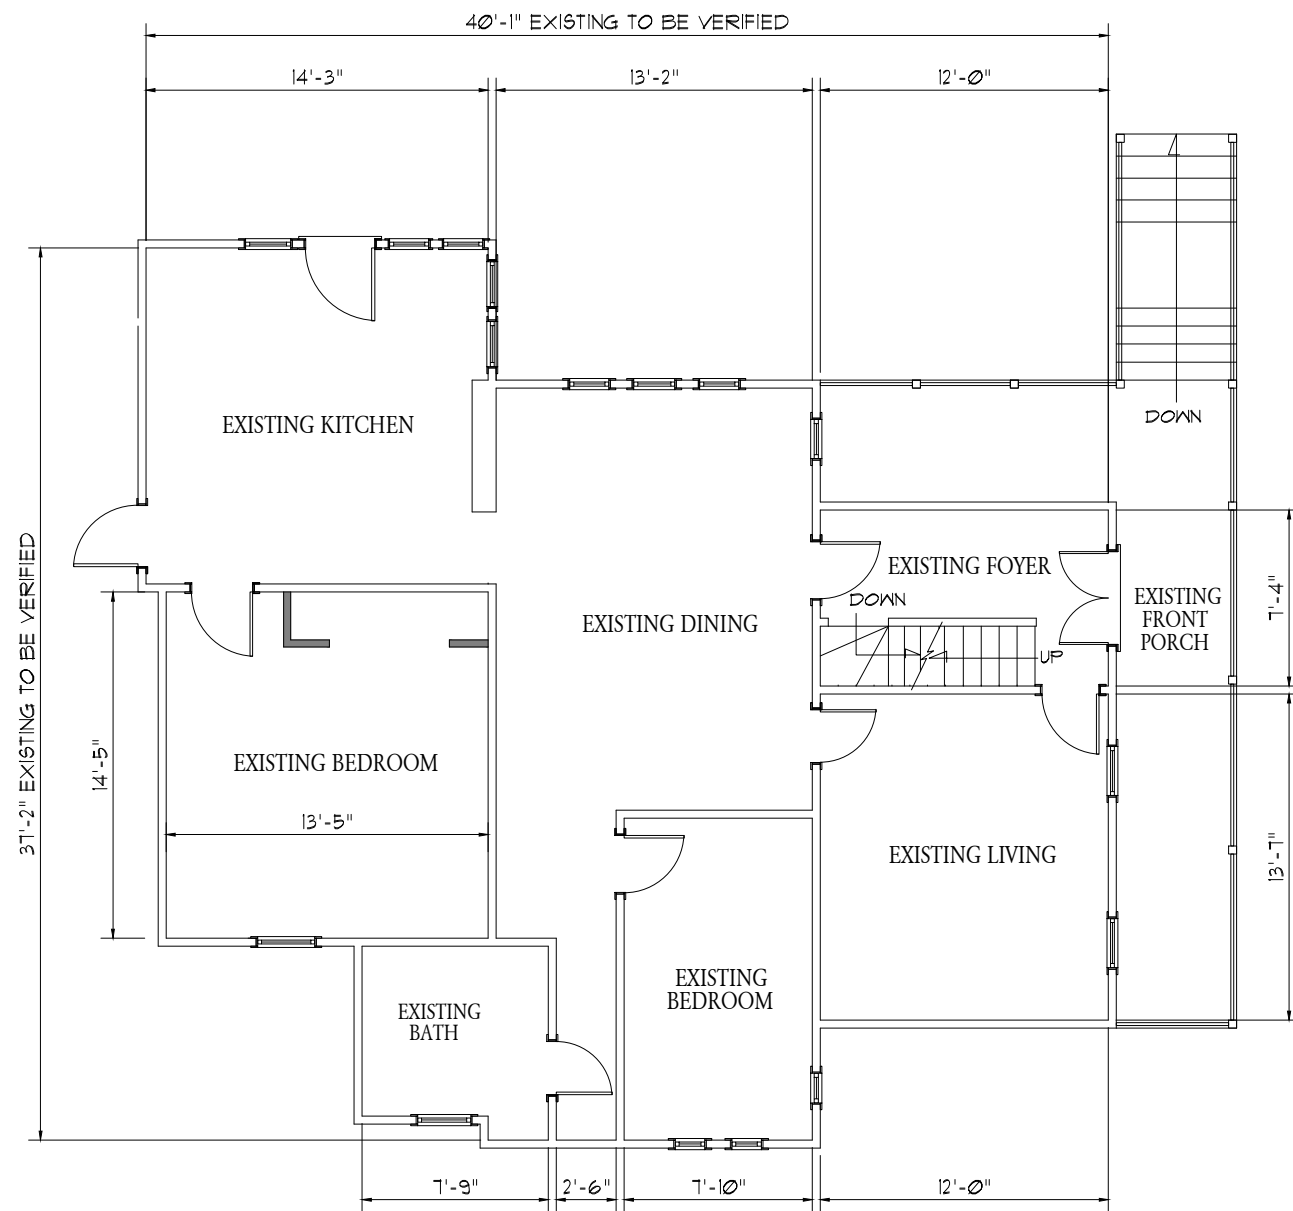 40'-1" EXISTING TO BE VERIFIED
14'-3"
13'-2"
12'-0"
EXISTING KITCHEN
DOWN
EXISTING FOYER
DOWN
UP
EXISTING
FRONT
PORCH
7'-4"
EXISTING DINING
37'-2" EXISTING TO BE VERIFIED
14'-5"
EXISTING BEDROOM
13'-5"
EXISTING LIVING
13'-7"
EXISTING
BEDROOM
EXISTING
BATH
7'-9"
2'-6"
7'-10"
12'-0"